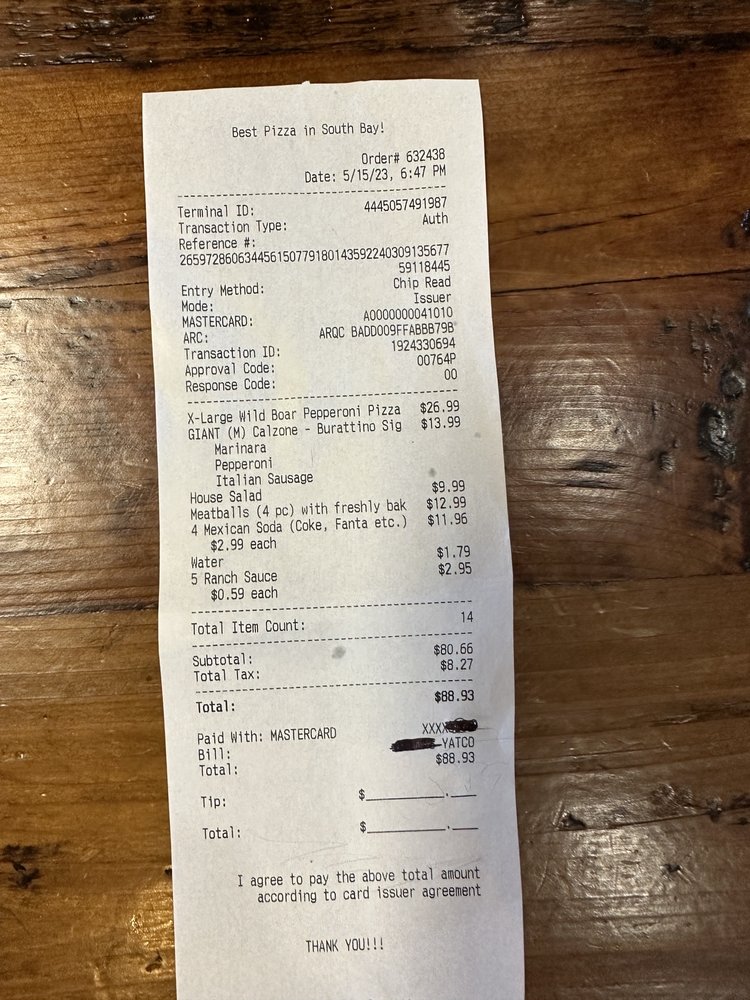 Best Pizza in South Bay!
Order# 632438
Date: 5/15/23, 6:47 PM
Terminal ID: 4445057491987
Transaction Type: Auth
Reference #:
26597286063445615077918014359224030913567​7
59118445
Entry Method: Chip Read
Mode: Issuer
MASTERCARD: A0000000041010
ARC: ARQC BADD009FFABBB79B
Transaction ID: 1924330694
Approval Code: 00764P
Response Code: 00
X-Large Wild Boar Pepperoni Pizza $26.99
GIANT (M) Calzone - Burattino Sig $13.99
Marinara
Pepperoni
Italian Sausage
House Salad $9.99
Meatballs (4 pc) with freshly bak $12.99
4 Mexican Soda (Coke, Fanta etc.) $11.96
$2.99 each
Water $1.79
5 Ranch Sauce $2.95
$0.59 each
Total Item Count: 14
Subtotal: $80.66
Total Tax: $8.27
Total: $88.93
Paid With: MASTERCARD XXXX
Bill: YATCO
Total: $88.93
Tip: $ .
Total: $ .
I agree to pay the above total amount
according to card issuer agreement
THANK YOU!!!